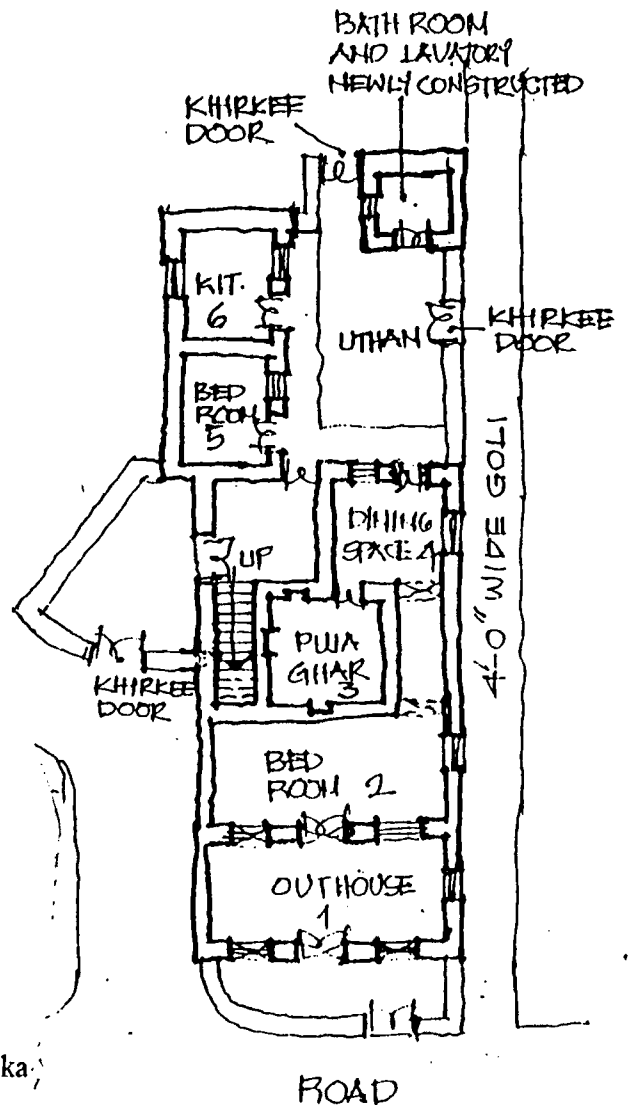 BATH ROOM
AND LAVATORY
NEWLY CONSTRUCTED
KHIRKEE
DOOR
KIT.
6
UTHAN
KHIRKEE
DOOR
BED
ROOM
5
4'-0" WIDE GOLI
DINING
SPACE 4
UP
PUJA
GHAR
3
KHIRKEE
DOOR
BED
ROOM 2
OUTHOUSE
1
ka
ROAD